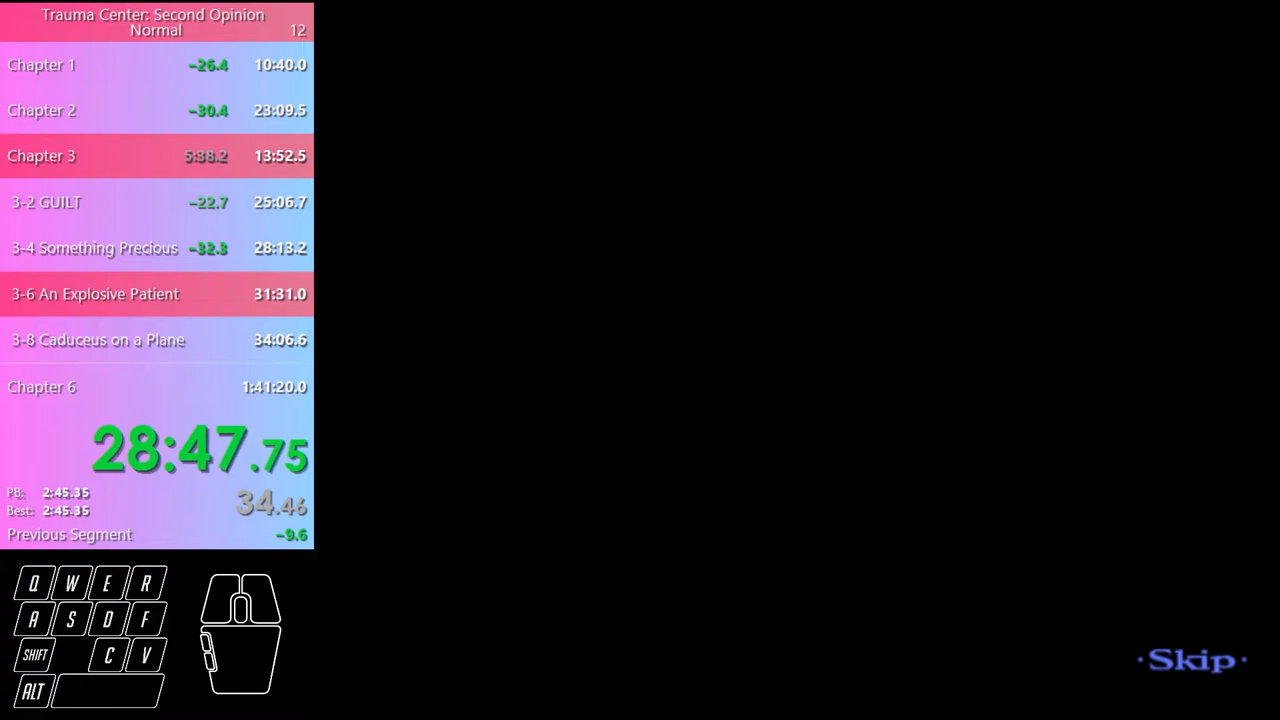 Trauma Center: Second Opinion
Normal 12
Chapter 1 -26.4 10:40.0
Chapter 2 -30.4 23:09.5
Chapter 3 5:38.2 13:52.5
3-2 GUILT -22.7 25:06.7
3-4 Something Precious -32.3 28:13.2
3-6 An Explosive Patient 31:31.0
3-8 Caduceus on a Plane 34:06.6
Chapter 6 1:41:20.0
28:47.75
PB: 2:45.35 34.46
Best: 2:45.35
Previous Segment -9.6
Q W E R
A S D F
SHIFT C V
ALT
·Skip·